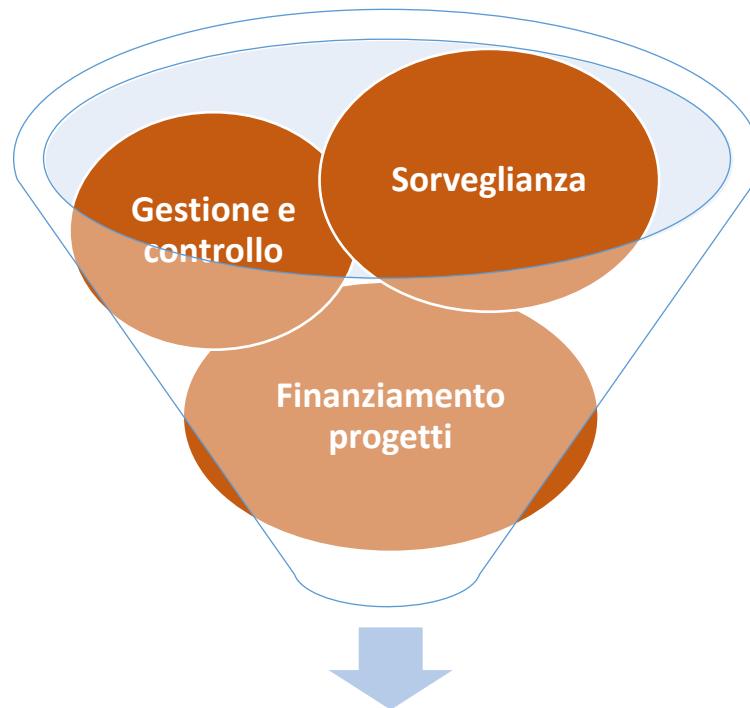 Sorveglianza
Gestione e
controllo
Finanziamento
progetti